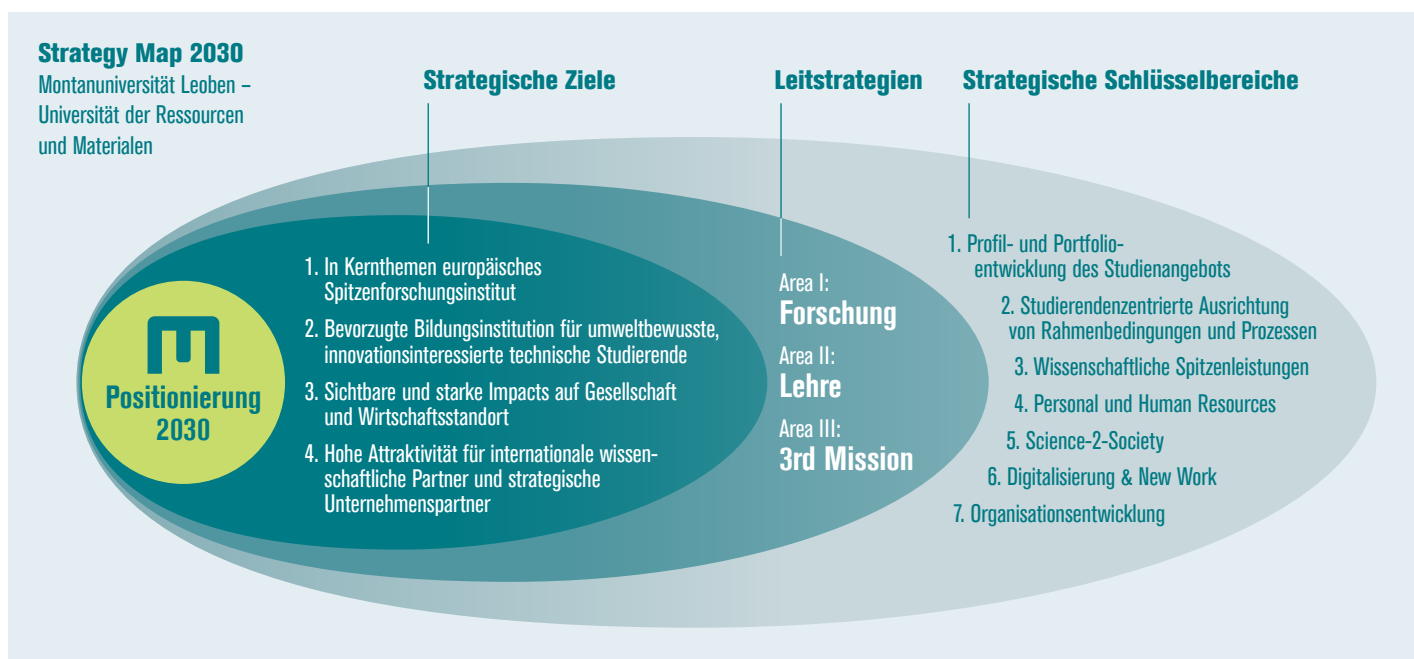 Strategy Map 2030
Montanuniversität Leoben –
Universität der Ressourcen
und Materialen
Strategische Ziele
Leitstrategien
Strategische Schlüsselbereiche
Positionierung
2030
1. In Kernthemen europäisches
Spitzenforschungsinstitut
2. Bevorzugte Bildungsinstitution für umweltbewusste,
innovationsinteressierte technische Studierende
3. Sichtbare und starke Impacts auf Gesellschaft
und Wirtschaftsstandort
4. Hohe Attraktivität für internationale wissen-
schaftliche Partner und strategische
Unternehmenspartner
Area I:
Forschung
Area II:
Lehre
Area III:
3rd Mission
1. Profil- und Portfolio-
entwicklung des Studienangebots
2. Studierendenzentrierte Ausrichtung
von Rahmenbedingungen und Prozessen
3. Wissenschaftliche Spitzenleistungen
4. Personal und Human Resources
5. Science-2-Society
6. Digitalisierung & New Work
7. Organisationsentwicklung